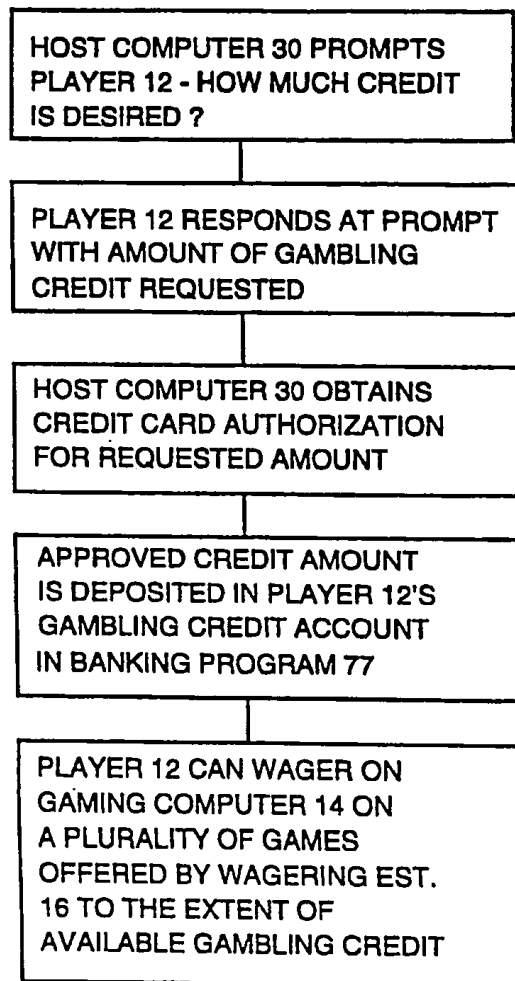 HOST COMPUTER 30 PROMPTS
PLAYER 12 - HOW MUCH CREDIT
IS DESIRED ?
PLAYER 12 RESPONDS AT PROMPT
WITH AMOUNT OF GAMBLING
CREDIT REQUESTED
HOST COMPUTER 30 OBTAINS
CREDIT CARD AUTHORIZATION
FOR REQUESTED AMOUNT
APPROVED CREDIT AMOUNT
IS DEPOSITED IN PLAYER 12'S
GAMBLING CREDIT ACCOUNT
IN BANKING PROGRAM 77
PLAYER 12 CAN WAGER ON
GAMING COMPUTER 14 ON
A PLURALITY OF GAMES
OFFERED BY WAGERING EST.
16 TO THE EXTENT OF
AVAILABLE GAMBLING CREDIT